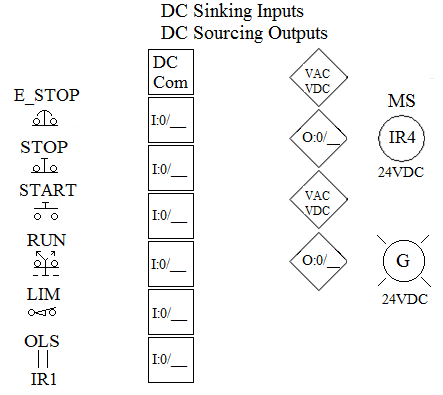 DC Sinking Inputs
DC Sourcing Outputs
DC
Com
VAC
VDC
E_STOP
I:0/__
MS
O:0/__
IR4
24VDC
STOP
I:0/__
START
I:0/__
VAC
VDC
RUN
I:0/__
O:0/__
G
24VDC
LIM
I:0/__
OLS
I:0/__
IR1